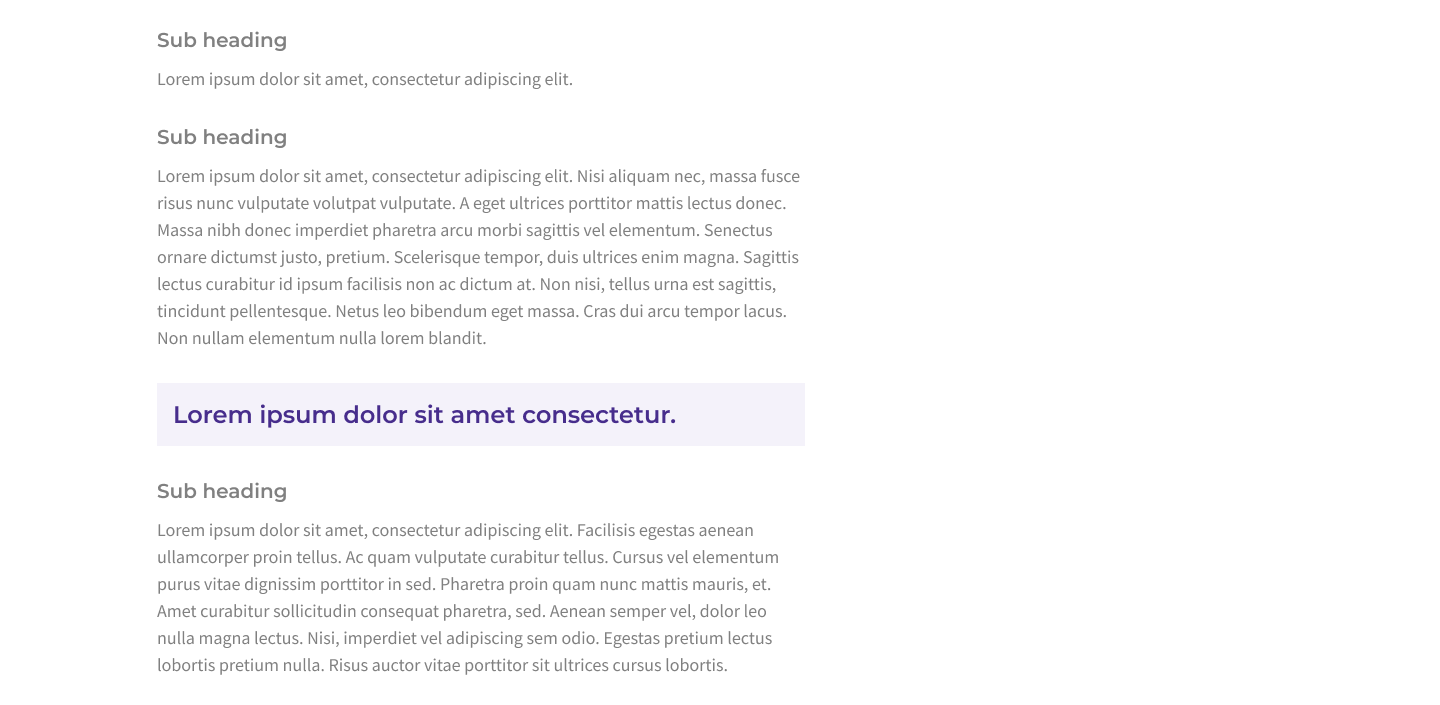 Sub heading
Lorem ipsum dolor sit amet, consectetur adipiscing elit.
Sub heading
Lorem ipsum dolor sit amet, consectetur adipiscing elit. Nisi aliquam nec, massa fusce
risus nunc vulputate volutpat vulputate. A eget ultrices porttitor mattis lectus donec.
Massa nibh donec imperdiet pharetra arcu morbi sagittis vel elementum. Senectus
ornare dictumst justo, pretium. Scelerisque tempor, duis ultrices enim magna. Sagittis
lectus curabitur id ipsum facilisis non ac dictum at. Non nisi, tellus urna est sagittis,
tincidunt pellentesque. Netus leo bibendum eget massa. Cras dui arcu tempor lacus.
Non nullam elementum nulla lorem blandit.
Lorem ipsum dolor sit amet consectetur.
Sub heading
Lorem ipsum dolor sit amet, consectetur adipiscing elit. Facilisis egestas aenean
ullamcorper proin tellus. Ac quam vulputate curabitur tellus. Cursus vel elementum
purus vitae dignissim porttitor in sed. Pharetra proin quam nunc mattis mauris, et.
Amet curabitur sollicitudin consequat pharetra, sed. Aenean semper vel, dolor leo
nulla magna lectus. Nisi, imperdiet vel adipiscing sem odio. Egestas pretium lectus
lobortis pretium nulla. Risus auctor vitae porttitor sit ultrices cursus lobortis.